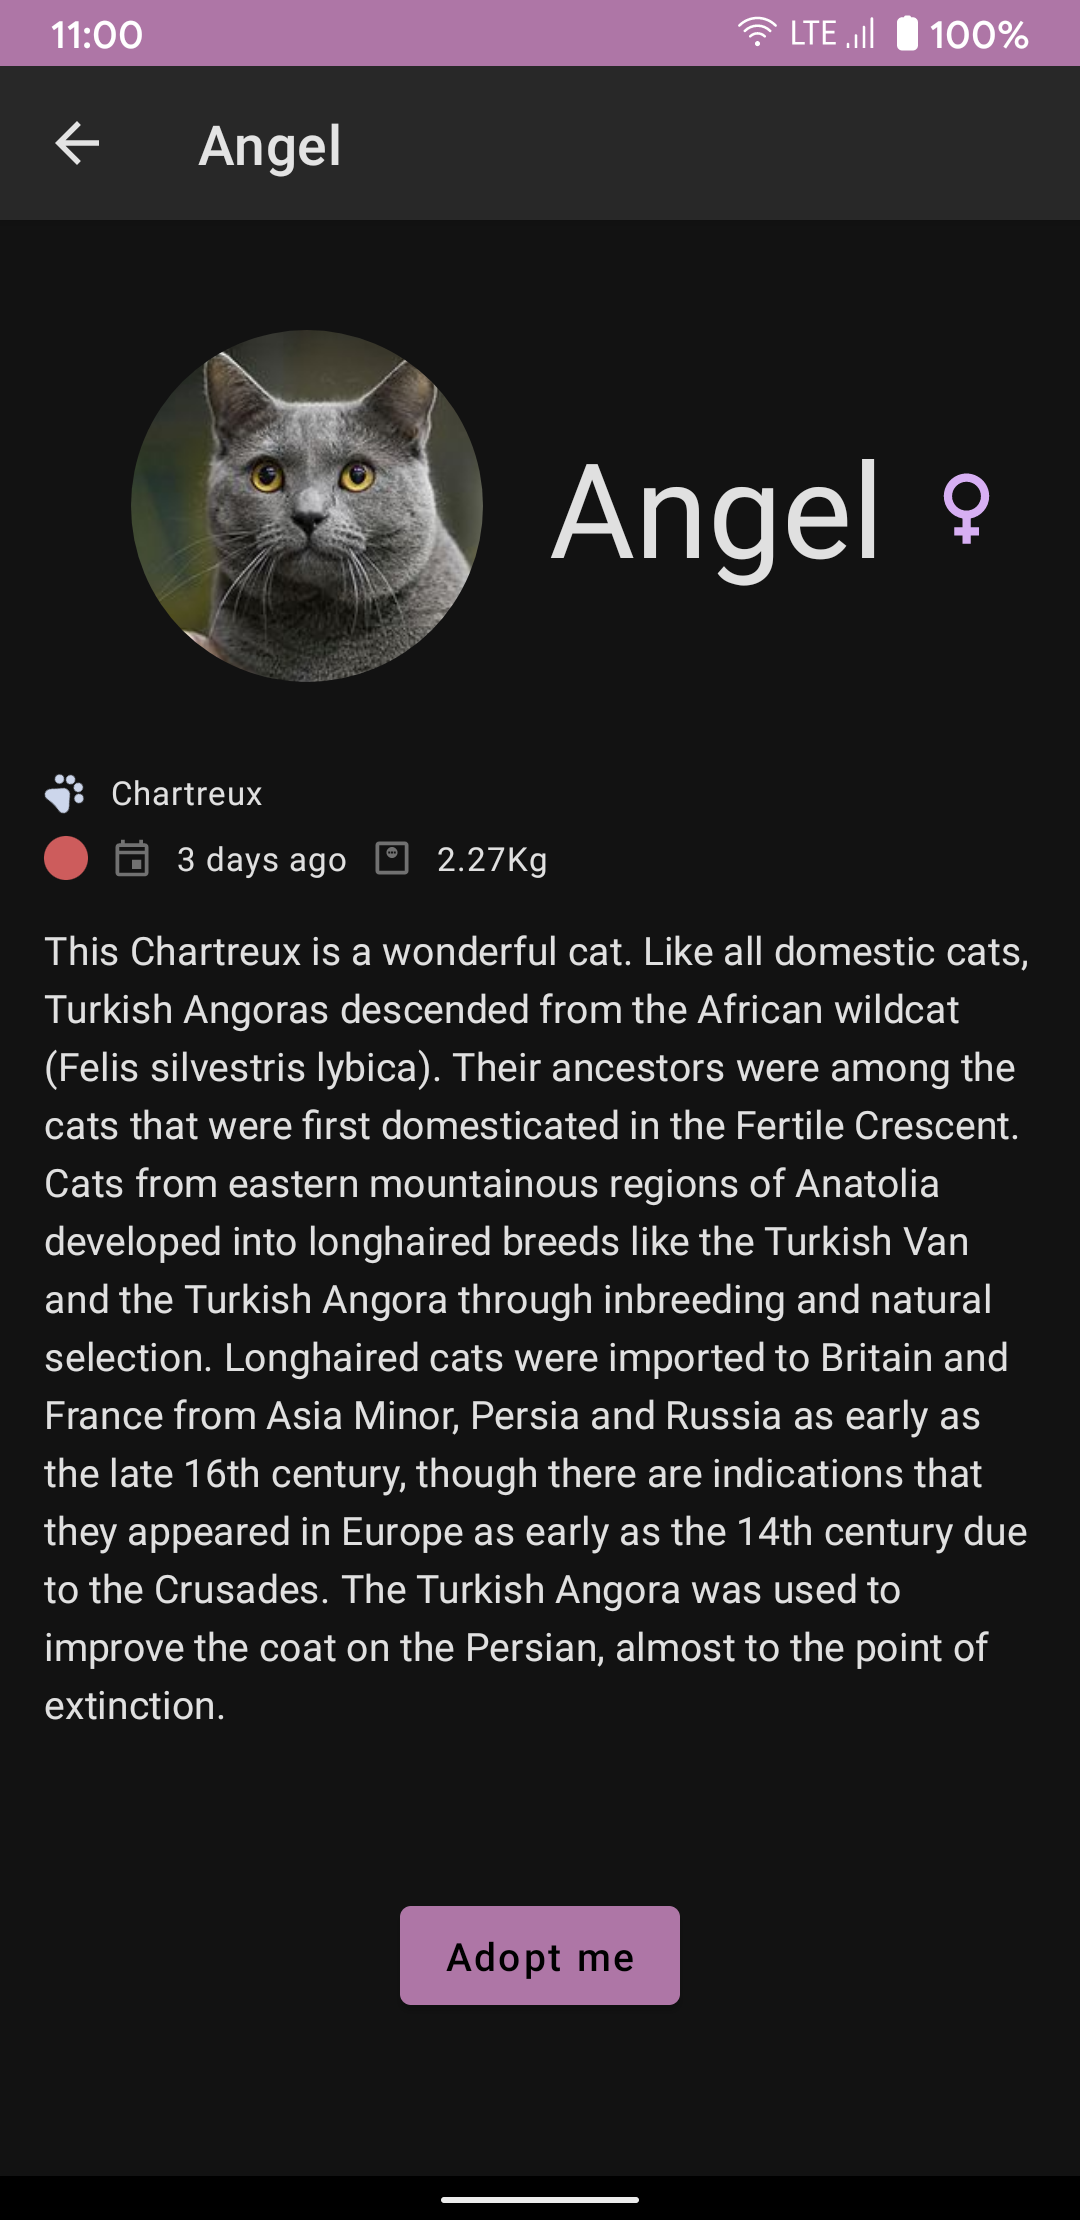 11:00 LTE 100%
Angel
Angel
Chartreux
3 days ago 2.27Kg
This Chartreux is a wonderful cat. Like all domestic cats,
Turkish Angoras descended from the African wildcat
(Felis silvestris lybica). Their ancestors were among the
cats that were first domesticated in the Fertile Crescent.
Cats from eastern mountainous regions of Anatolia
developed into longhaired breeds like the Turkish Van
and the Turkish Angora through inbreeding and natural
selection. Longhaired cats were imported to Britain and
France from Asia Minor, Persia and Russia as early as
the late 16th century, though there are indications that
they appeared in Europe as early as the 14th century due
to the Crusades. The Turkish Angora was used to
improve the coat on the Persian, almost to the point of
extinction.
Adopt me